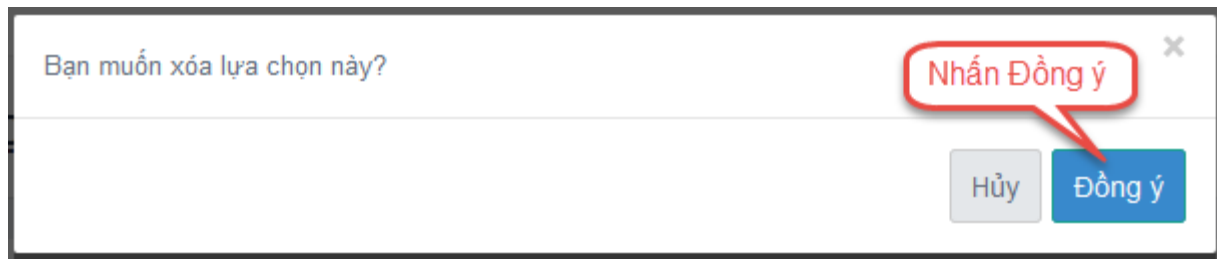 Bạn muốn xóa lựa chọn này?
×
Nhấn Đồng ý
Hủy
Đồng ý